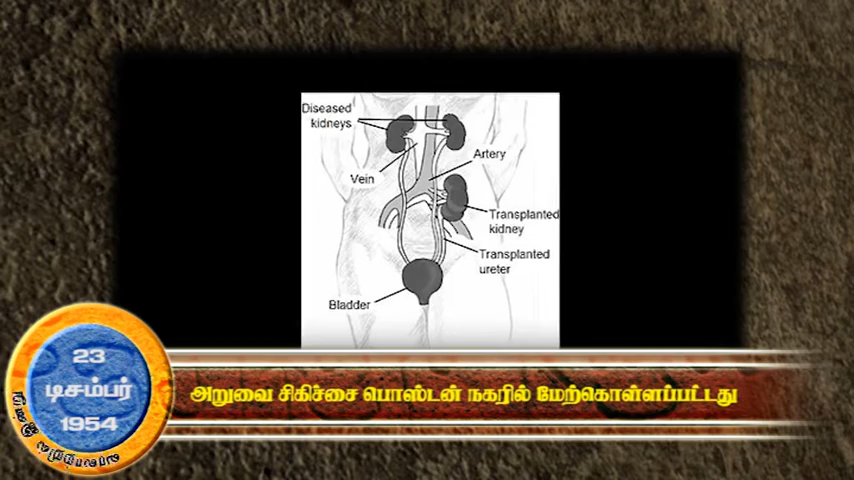 Diseased
kidneys
Artery
Vein
Transplanted
kidney
Transplanted
ureter
Bladder
23
டிசம்பர்
1954
அறுவை சிகிச்சை பொஸ்டன் நகரில் மேற்கொள்ளப்பட்டது